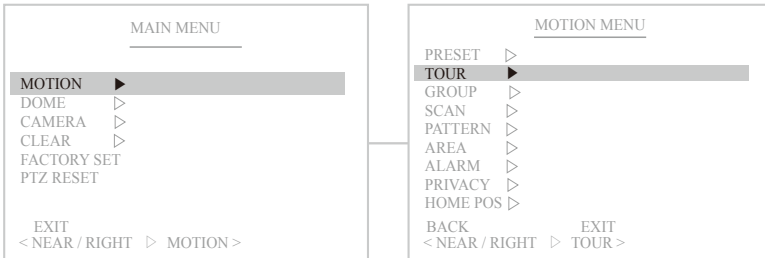 MAIN MENU
MOTION ▶
DOME ▷
CAMERA ▷
CLEAR ▷
FACTORY SET
PTZ RESET
EXIT
< NEAR / RIGHT ▷ MOTION >
MOTION MENU
PRESET ▷
TOUR ▶
GROUP ▷
SCAN ▷
PATTERN ▷
AREA ▷
ALARM ▷
PRIVACY ▷
HOME POS ▷
BACK EXIT
< NEAR / RIGHT ▷ TOUR >